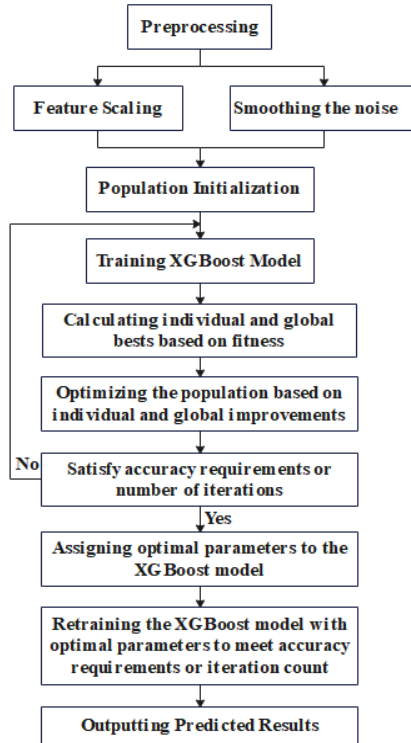 Preprocessing
Feature Scaling
Smoothing the noise
Population Initialization
Training XGBoost Model
Calculating individual and global
bests based on fitness
Optimizing the population based on
individual and global improvements
No
Satisfy accuracy requirements or
number of iterations
Yes
Assigning optimal parameters to the
XGBoost model
Retraining the XGBoost model with
optimal parameters to meet accuracy
requirements or iteration count
Outputting Predicted Results